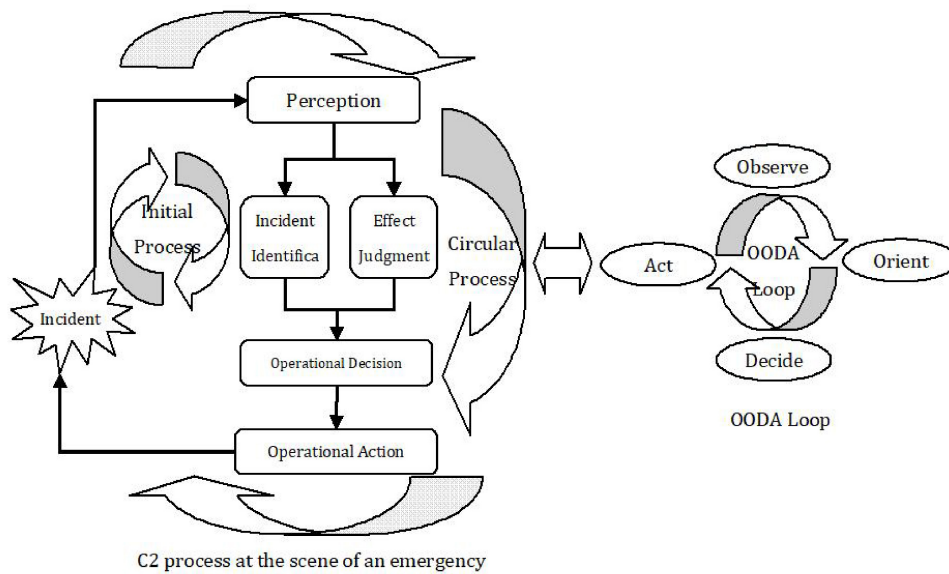 Perception
Initial
Process
Incident
Identifica
Effect
Judgment
Circular
Process
Incident
Operational Decision
Operational Action
C2 process at the scene of an emergency
Observe
Act
OODA
Loop
Orient
Decide
OODA Loop